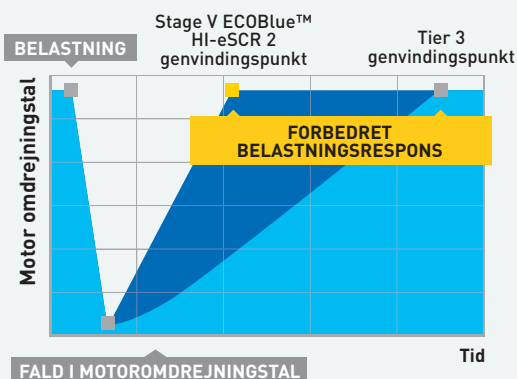 Stage V ECOBlue™
HI-eSCR 2
genvindingspunkt
Tier 3
genvindingspunkt
BELASTNING
Motor omdrejningstal
FORBEDRET
BELASTNINGSRESPONS
Tid
FALD I MOTOROMDREJNINGSTAL